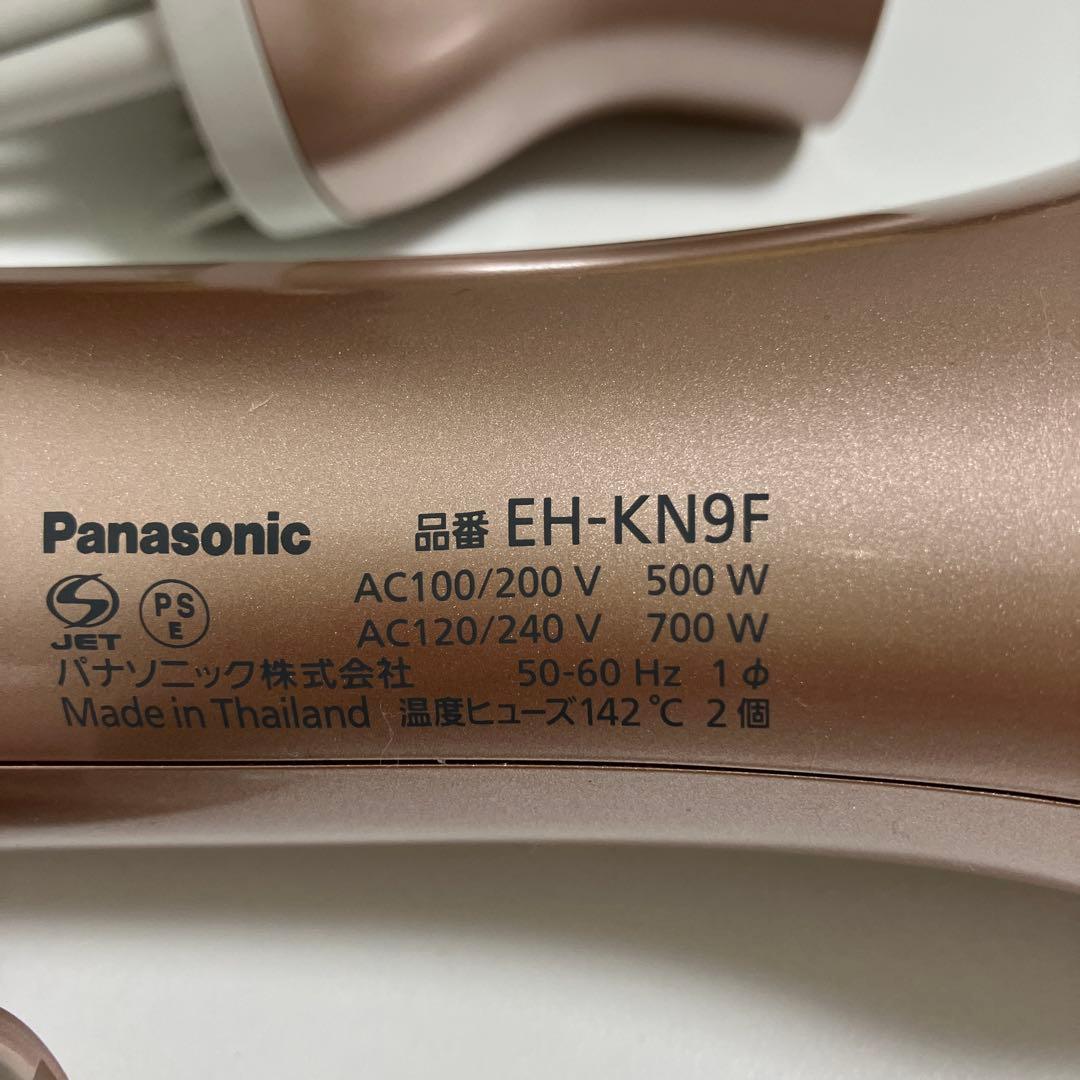 Panasonic 品番 EH-KN9F
AC100/200 V 500 W
JET PS E AC120/240 V 700 W
パナソニック株式会社 50-60 Hz 1 φ
Made in Thailand 温度ヒューズ142 ℃ 2 個